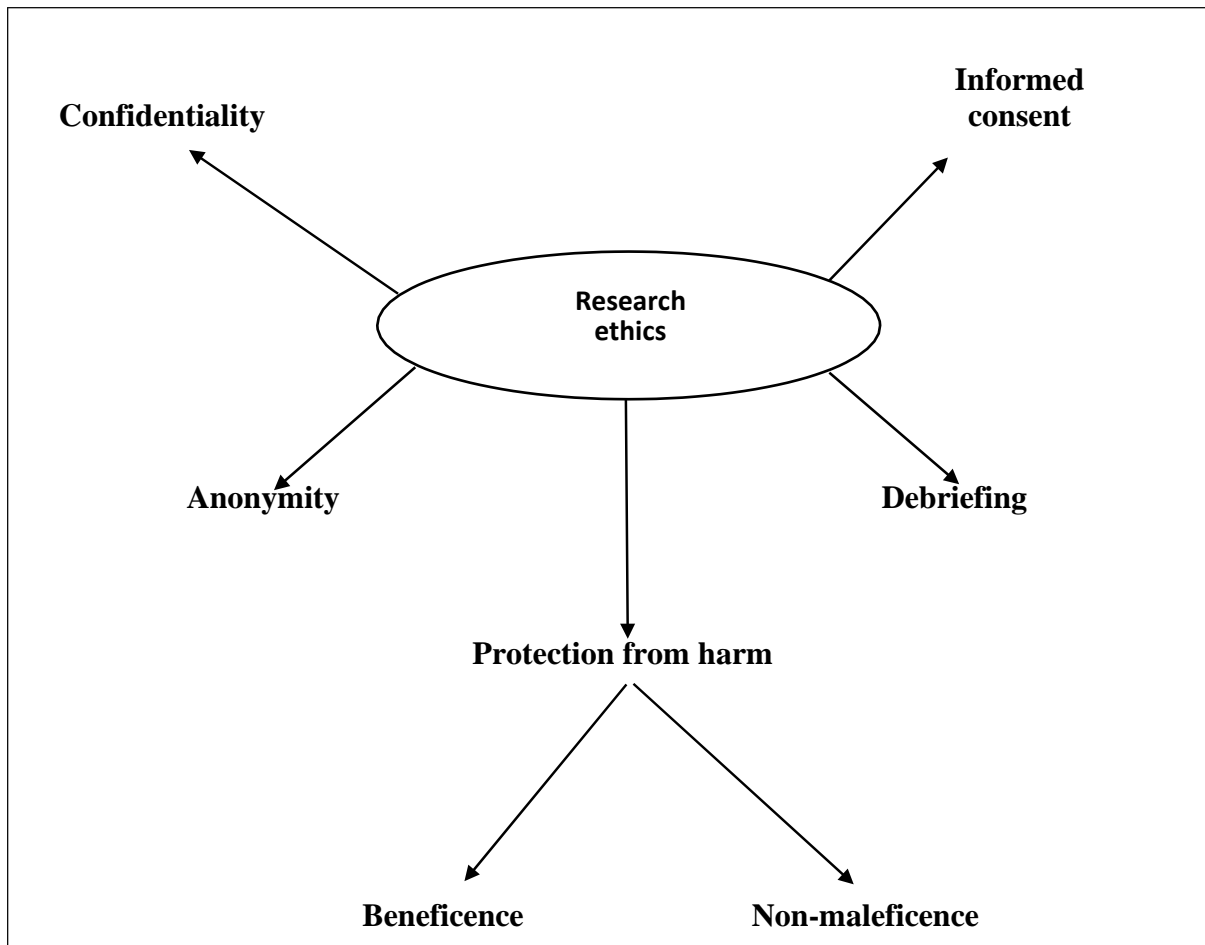 Informed
consent
Confidentiality
Research
ethics
Anonymity
Debriefing
Protection from harm
Beneficence
Non-maleficence